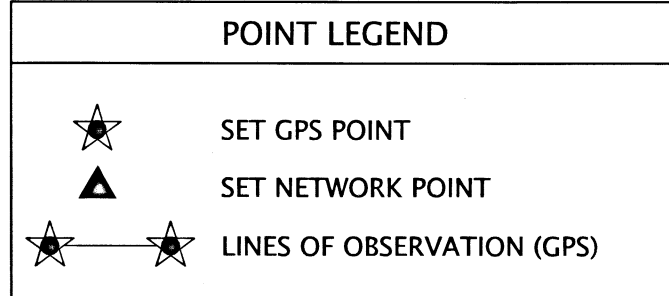 POINT LEGEND
SET GPS POINT
SET NETWORK POINT
LINES OF OBSERVATION (GPS)